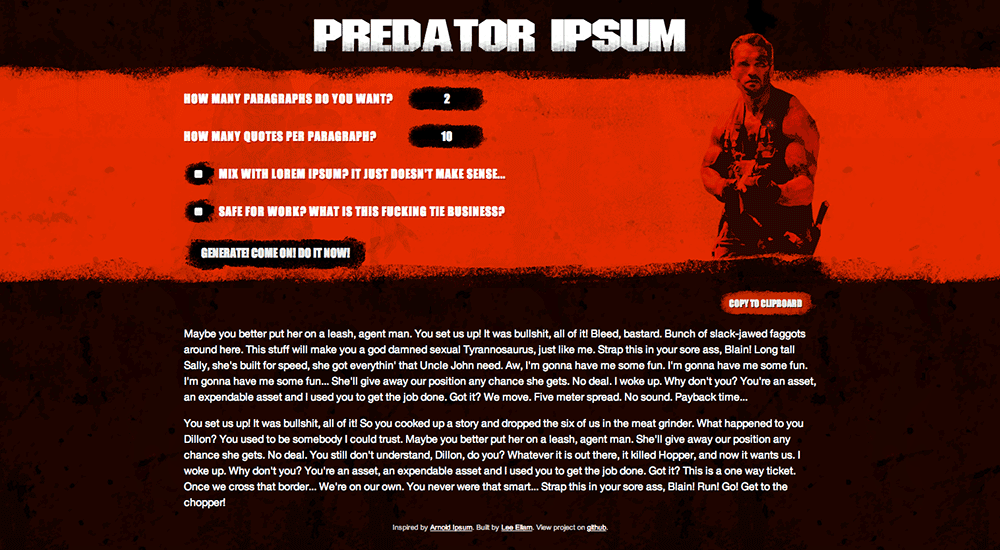 PREDATOR IPSUM
HOW MANY PARAGRAPHS DO YOU WANT? 2
HOW MANY QUOTES PER PARAGRAPH? 10
MIX WITH LOREM IPSUM? IT JUST DOESN'T MAKE SENSE...
SAFE FOR WORK? WHAT IS THIS FUCKING TIE BUSINESS?
GENERATE! COME ON! DO IT NOW!
COPY TO CLIPBOARD
Maybe you better put her on a leash, agent man. You set us up! It was bullshit, all of it! Bleed, bastard. Bunch of slack-jawed faggots
around here. This stuff will make you a god damned sexual Tyrannosaurus, just like me. Strap this in your sore ass, Blain! Long tall
Sally, she's built for speed, she got everythin' that Uncle John need. Aw, I'm gonna have me some fun. I'm gonna have me some fun.
I'm gonna have me some fun... She'll give away our position any chance she gets. No deal. I woke up. Why don't you? You're an asset,
an expendable asset and I used you to get the job done. Got it? We move. Five meter spread. No sound. Payback time...
You set us up! It was bullshit, all of it! So you cooked up a story and dropped the six of us in the meat grinder. What happened to you
Dillon? You used to be somebody I could trust. Maybe you better put her on a leash, agent man. She'll give away our position any
chance she gets. No deal. You still don't understand, Dillon, do you? Whatever it is out there, it killed Hopper, and now it wants us. I
woke up. Why don't you? You're an asset, an expendable asset and I used you to get the job done. Got it? This is a one way ticket.
Once we cross that border... We're on our own. You never were that smart... Strap this in your sore ass, Blain! Run! Go! Get to the
chopper!
Inspired by Arnold Ipsum. Built by Lee Ellam. View project on github.